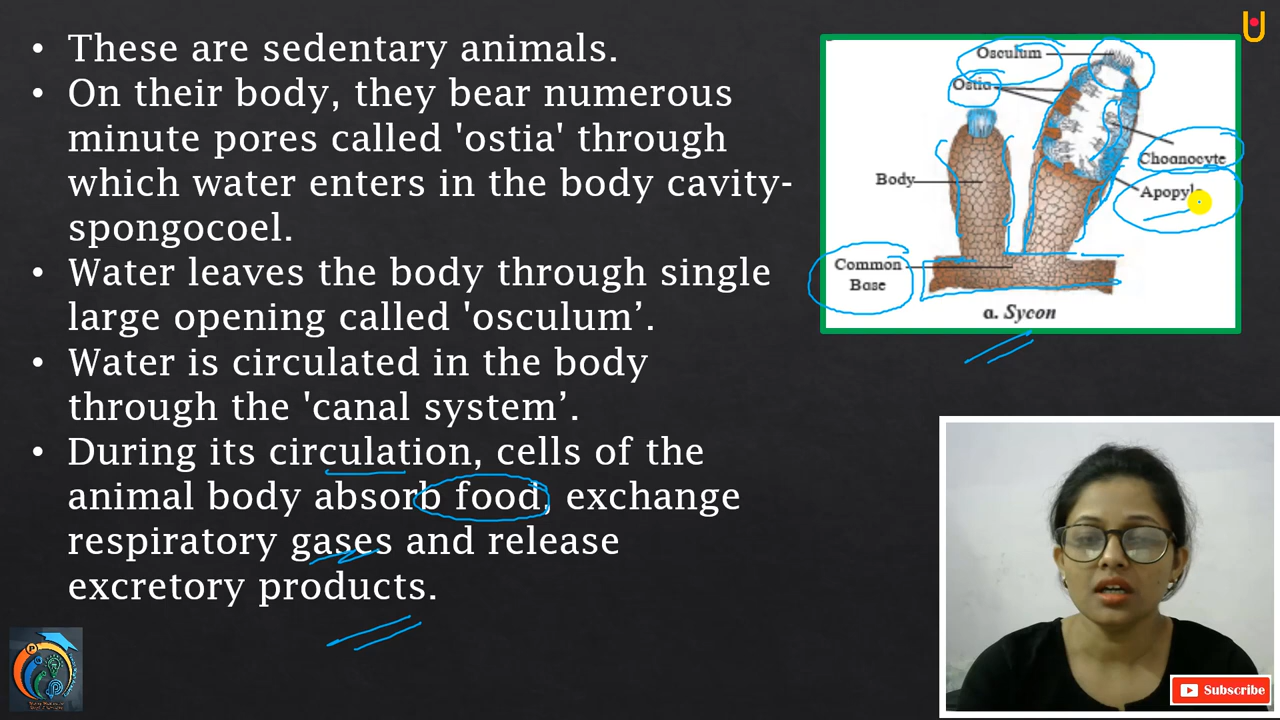 • These are sedentary animals.
• On their body, they bear numerous
minute pores called 'ostia' through
which water enters in the body cavity-
spongocoel.
• Water leaves the body through single
large opening called 'osculum’.
• Water is circulated in the body
through the 'canal system’.
• During its circulation, cells of the
animal body absorb food, exchange
respiratory gases and release
excretory products.
Osculum
Ostia
Choanocyte
Body
Apopyle
Common
Base
a. Sycon
Subscribe